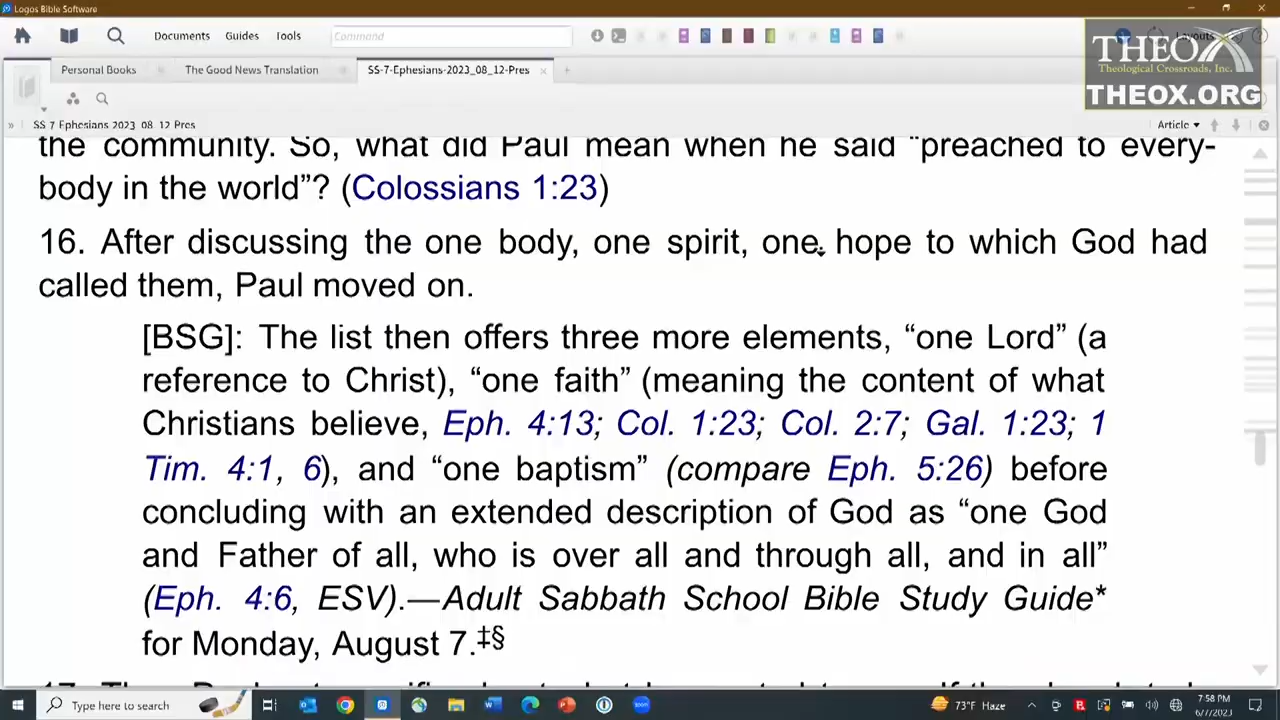 Logos Bible Software
Documents Guides Tools Command Layouts
THEOX
Theological Crossroads, Inc.
THEOX.ORG
Personal Books The Good News Translation SS-7-Ephesians-2023_08_12-Pres
SS-7-Ephesians-2023_08_12-Pres Article
the community. So, what did Paul mean when he said “preached to every-
body in the world”? (Colossians 1:23)
16. After discussing the one body, one spirit, one hope to which God had
called them, Paul moved on.
[BSG]: The list then offers three more elements, “one Lord” (a
reference to Christ), “one faith” (meaning the content of what
Christians believe, Eph. 4:13; Col. 1:23; Col. 2:7; Gal. 1:23; 1
Tim. 4:1, 6), and “one baptism” (compare Eph. 5:26) before
concluding with an extended description of God as “one God
and Father of all, who is over all and through all, and in all”
(Eph. 4:6, ESV).—Adult Sabbath School Bible Study Guide*
for Monday, August 7.‡§
Type here to search 73°F Haze 7:58 PM
6/7/2023